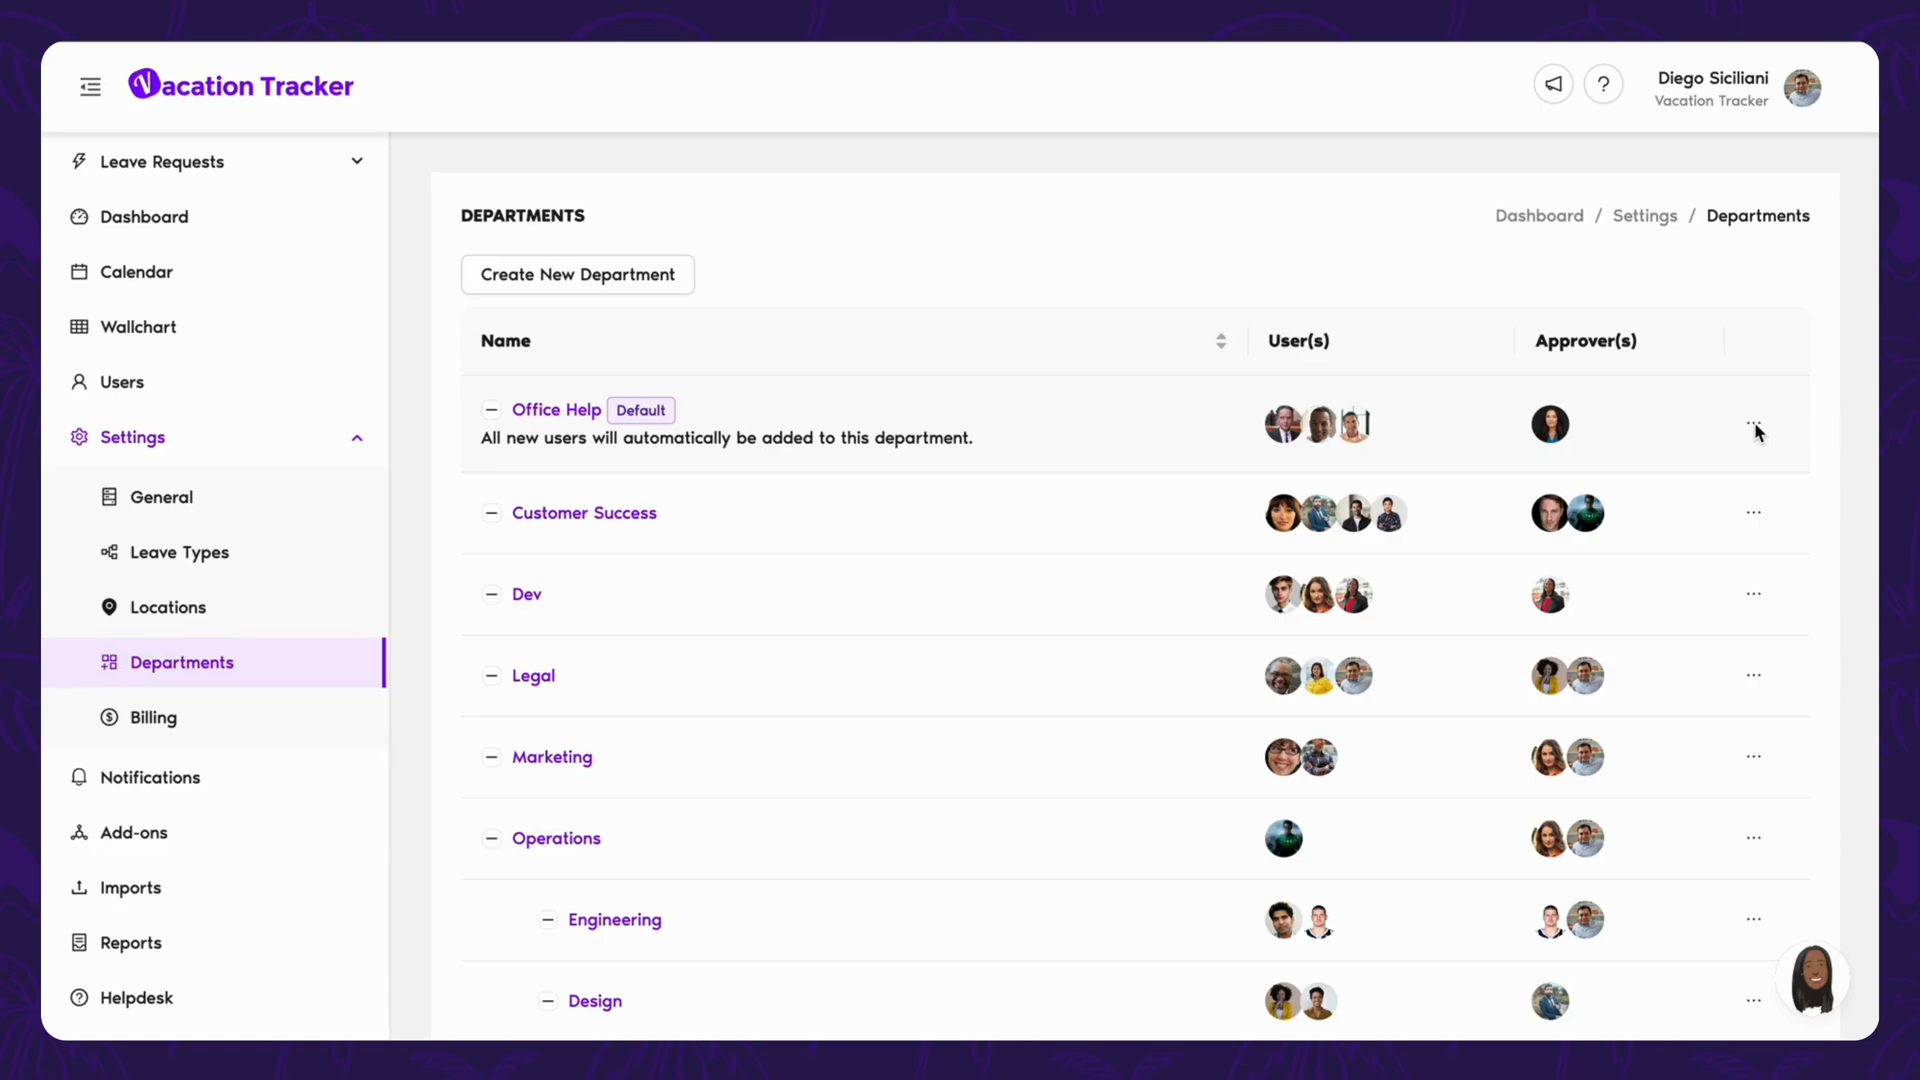 Vacation Tracker
Diego Siciliani
Vacation Tracker
Leave Requests
Dashboard
Calendar
Wallchart
Users
Settings
General
Leave Types
Locations
Departments
Billing
Notifications
Add-ons
Imports
Reports
Helpdesk
DEPARTMENTS
Dashboard / Settings / Departments
Create New Department
Name
User(s)
Approver(s)
Office Help Default
All new users will automatically be added to this department.
Customer Success
Dev
Legal
Marketing
Operations
Engineering
Design